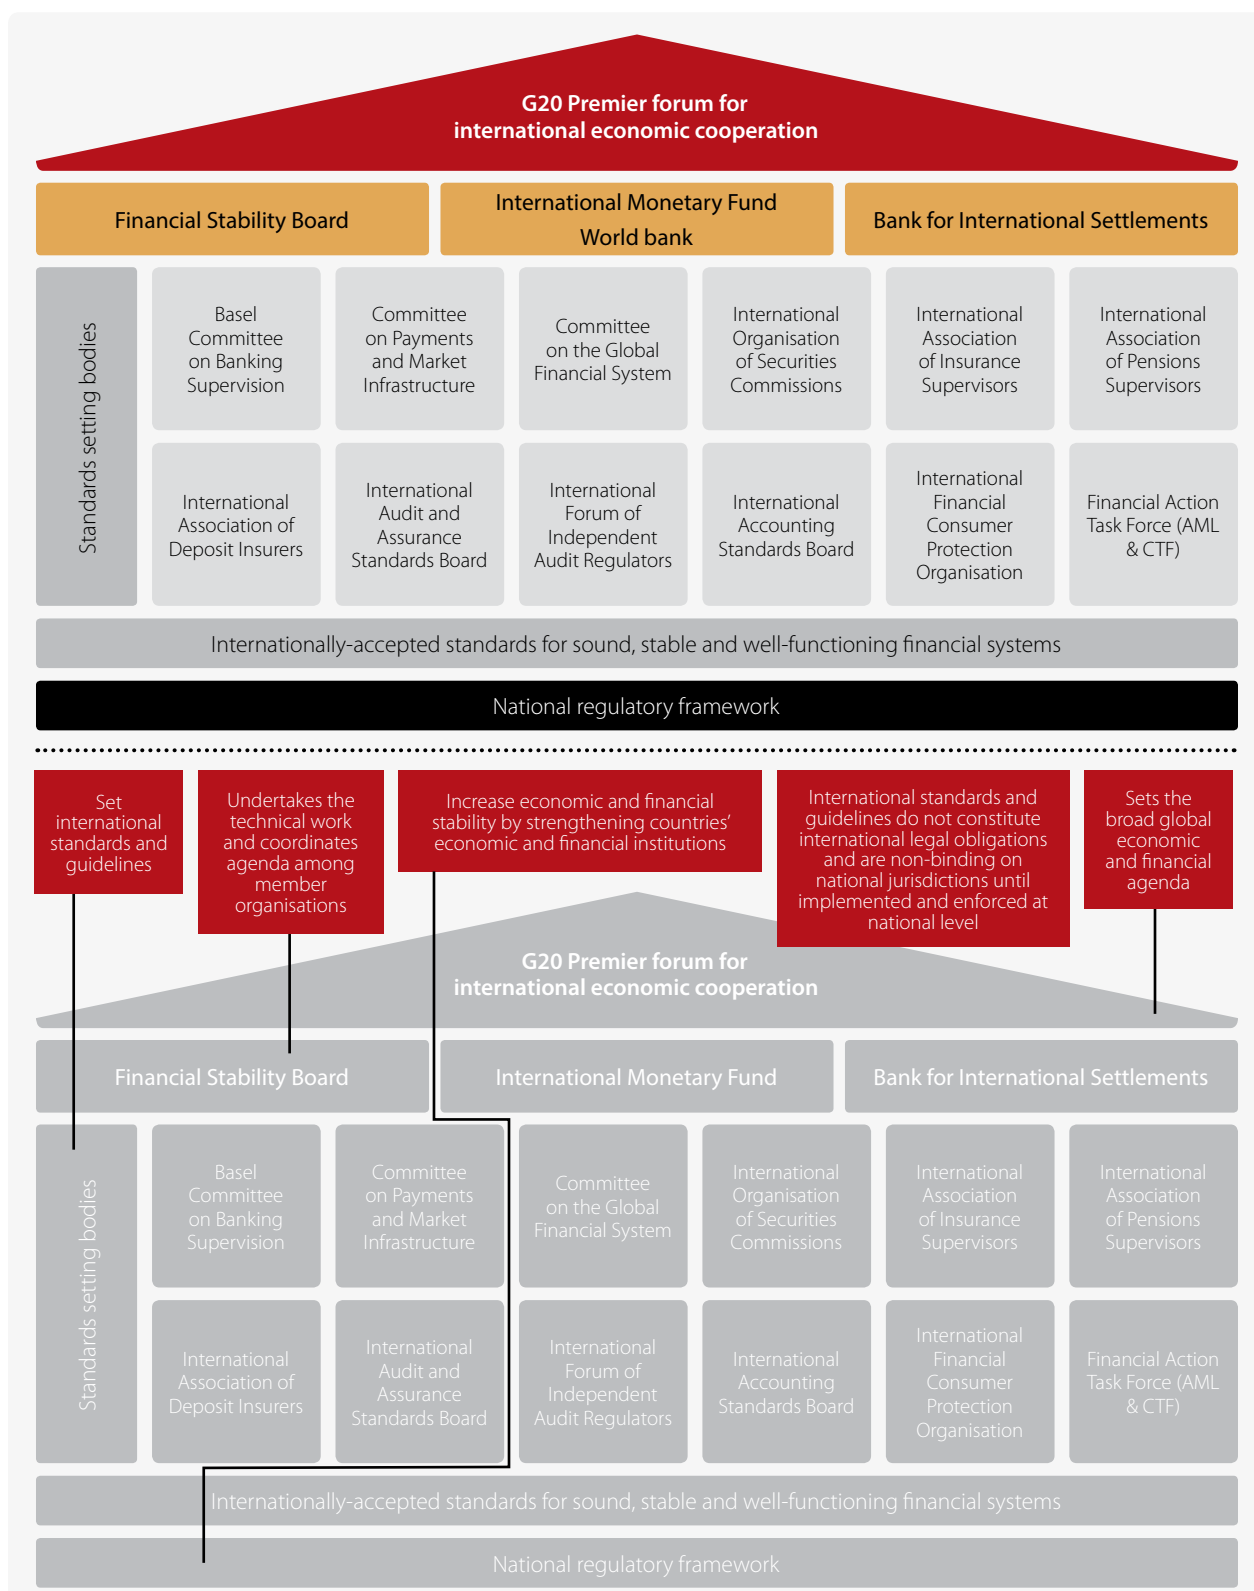 G20 Premier forum for
international economic cooperation
Financial Stability Board
International Monetary Fund
World bank
Bank for International Settlements
Standards setting bodies
Basel
Committee
on Banking
Supervision
Committee
on Payments
and Market
Infrastructure
Committee
on the Global
Financial System
International
Organisation
of Securities
Commissions
International
Association
of Insurance
Supervisors
International
Association
of Pensions
Supervisors
International
Association of
Deposit Insurers
International
Audit and
Assurance
Standards Board
International
Forum of
Independent
Audit Regulators
International
Accounting
Standards Board
International
Financial
Consumer
Protection
Organisation
Financial Action
Task Force (AML
& CTF)
Internationally-accepted standards for sound, stable and well-functioning financial systems
National regulatory framework
Set
international
standards and
guidelines
Undertakes the
technical work
and coordinates
agenda among
member
organisations
Increase economic and financial
stability by strengthening countries'
economic and financial institutions
International standards and
guidelines do not constitute
international legal obligations
and are non-binding on
national jurisdictions until
implemented and enforced at
national level
Sets the
broad global
economic
and financial
agenda
G20 Premier forum for
international economic cooperation
Financial Stability Board
International Monetary Fund
Bank for International Settlements
Standards setting bodies
Basel
Committee
on Banking
Supervision
Committee
on Payments
and Market
Infrastructure
Committee
on the Global
Financial System
International
Organisation
of Securities
Commissions
International
Association
of Insurance
Supervisors
International
Association
of Pensions
Supervisors
International
Association of
Deposit Insurers
International
Audit and
Assurance
Standards Board
International
Forum of
Independent
Audit Regulators
International
Accounting
Standards Board
International
Financial
Consumer
Protection
Organisation
Financial Action
Task Force (AML
& CTF)
Internationally-accepted standards for sound, stable and well-functioning financial systems
National regulatory framework